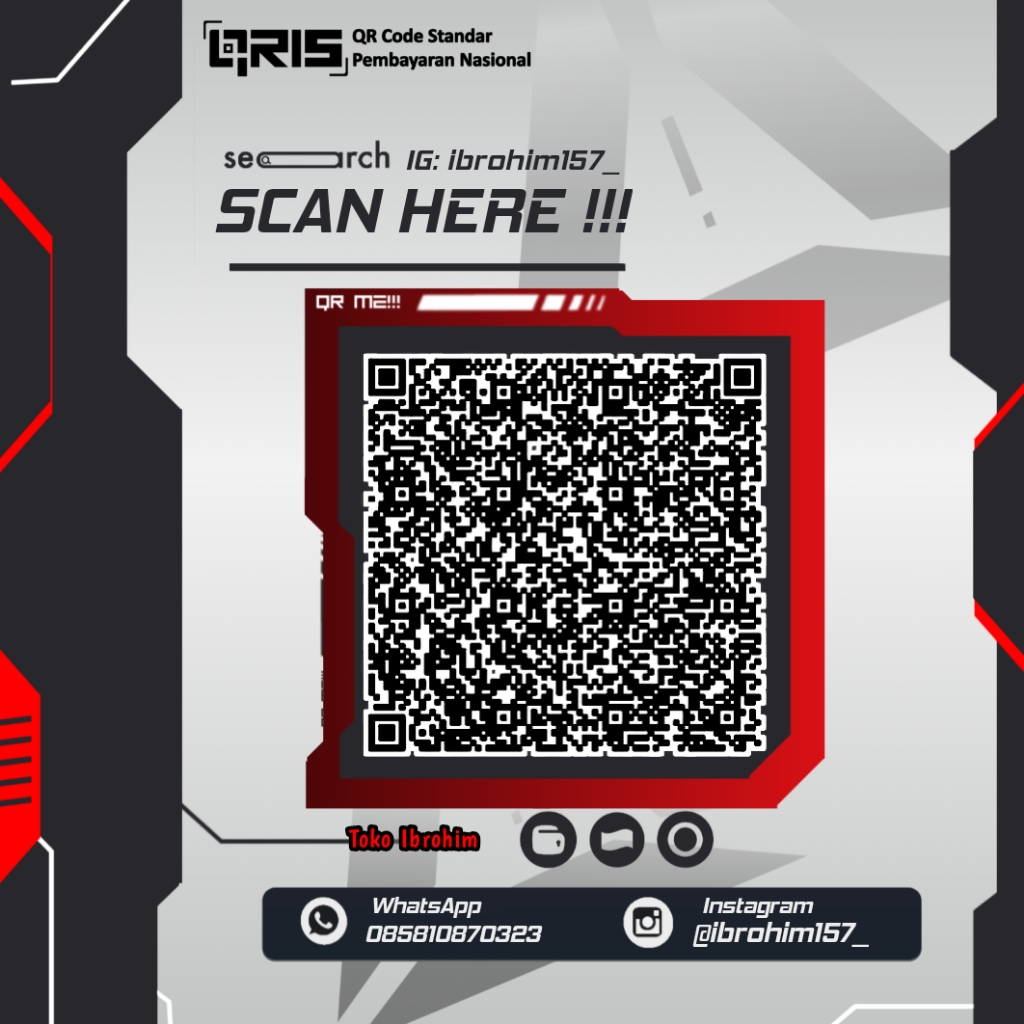 QRIS QR Code Standar
Pembayaran Nasional
search IG: ibrohim157_
SCAN HERE !!!
QR ME!!!
Toko Ibrohim
WhatsApp
085810870323
Instagram
@ibrohim157_